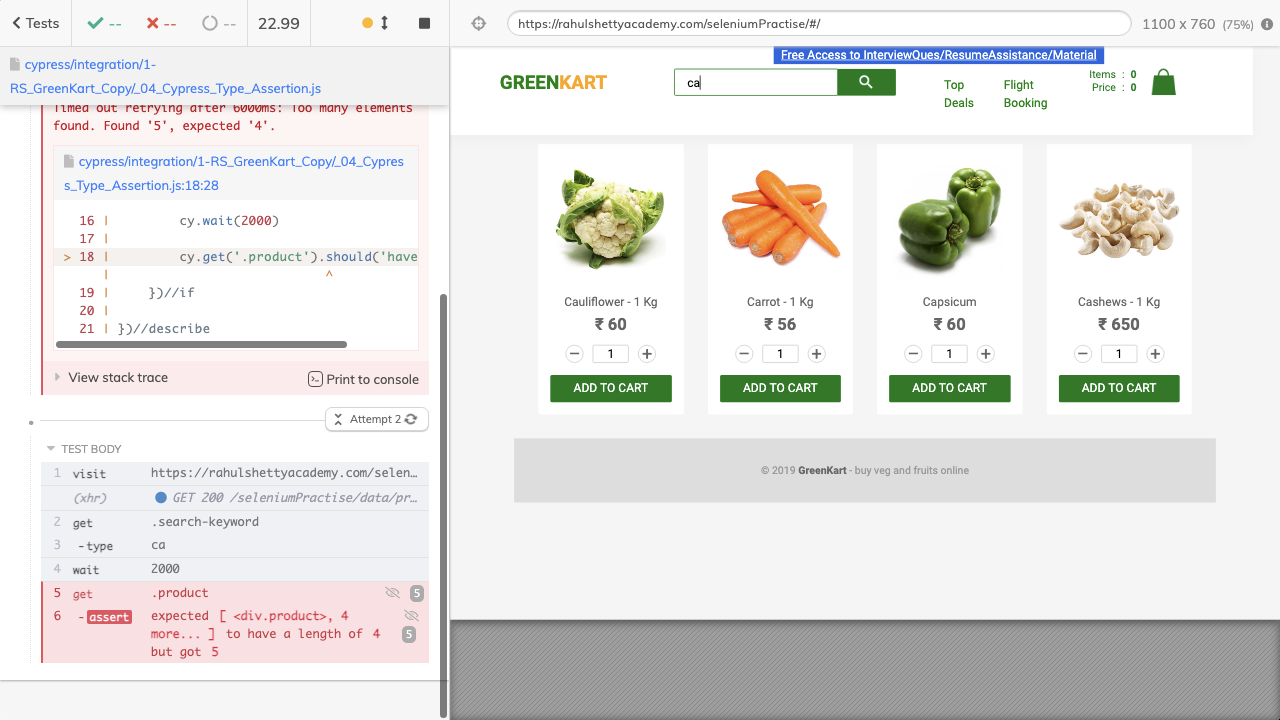 Tests
--
--
--
22.99
https://rahulshettyacademy.com/seleniumPractise/#/
1100 x 760 (75%)
cypress/integration/1-
RS_GreenKart_Copy/_04_Cypress_Type_Assertion.js
Timed out retrying after 6000ms: Too many elements
found. Found '5', expected '4'.
cypress/integration/1-RS_GreenKart_Copy/_04_Cypres
s_Type_Assertion.js:18:28
16 | cy.wait(2000)
17 |
> 18 | cy.get('.product').should('have
| ^
19 | })//if
20 |
21 | })//describe
View stack trace
Print to console
Attempt 2
TEST BODY
1 visit https://rahulshettyacademy.com/selen...
(xhr) GET 200 /seleniumPractise/data/pr...
2 get .search-keyword
3 -type ca
4 wait 2000
5 get .product 5
6 -assert expected [ <div.product>, 4
more... ] to have a length of 4
but got 5
5
Free Access to InterviewQues/ResumeAssistance/Material
GREENKART
ca
Top
Deals
Flight
Booking
Items : 0
Price : 0
Cauliflower - 1 Kg
₹ 60
− 1 +
ADD TO CART
Carrot - 1 Kg
₹ 56
− 1 +
ADD TO CART
Capsicum
₹ 60
− 1 +
ADD TO CART
Cashews - 1 Kg
₹ 650
− 1 +
ADD TO CART
© 2019 GreenKart - buy veg and fruits online